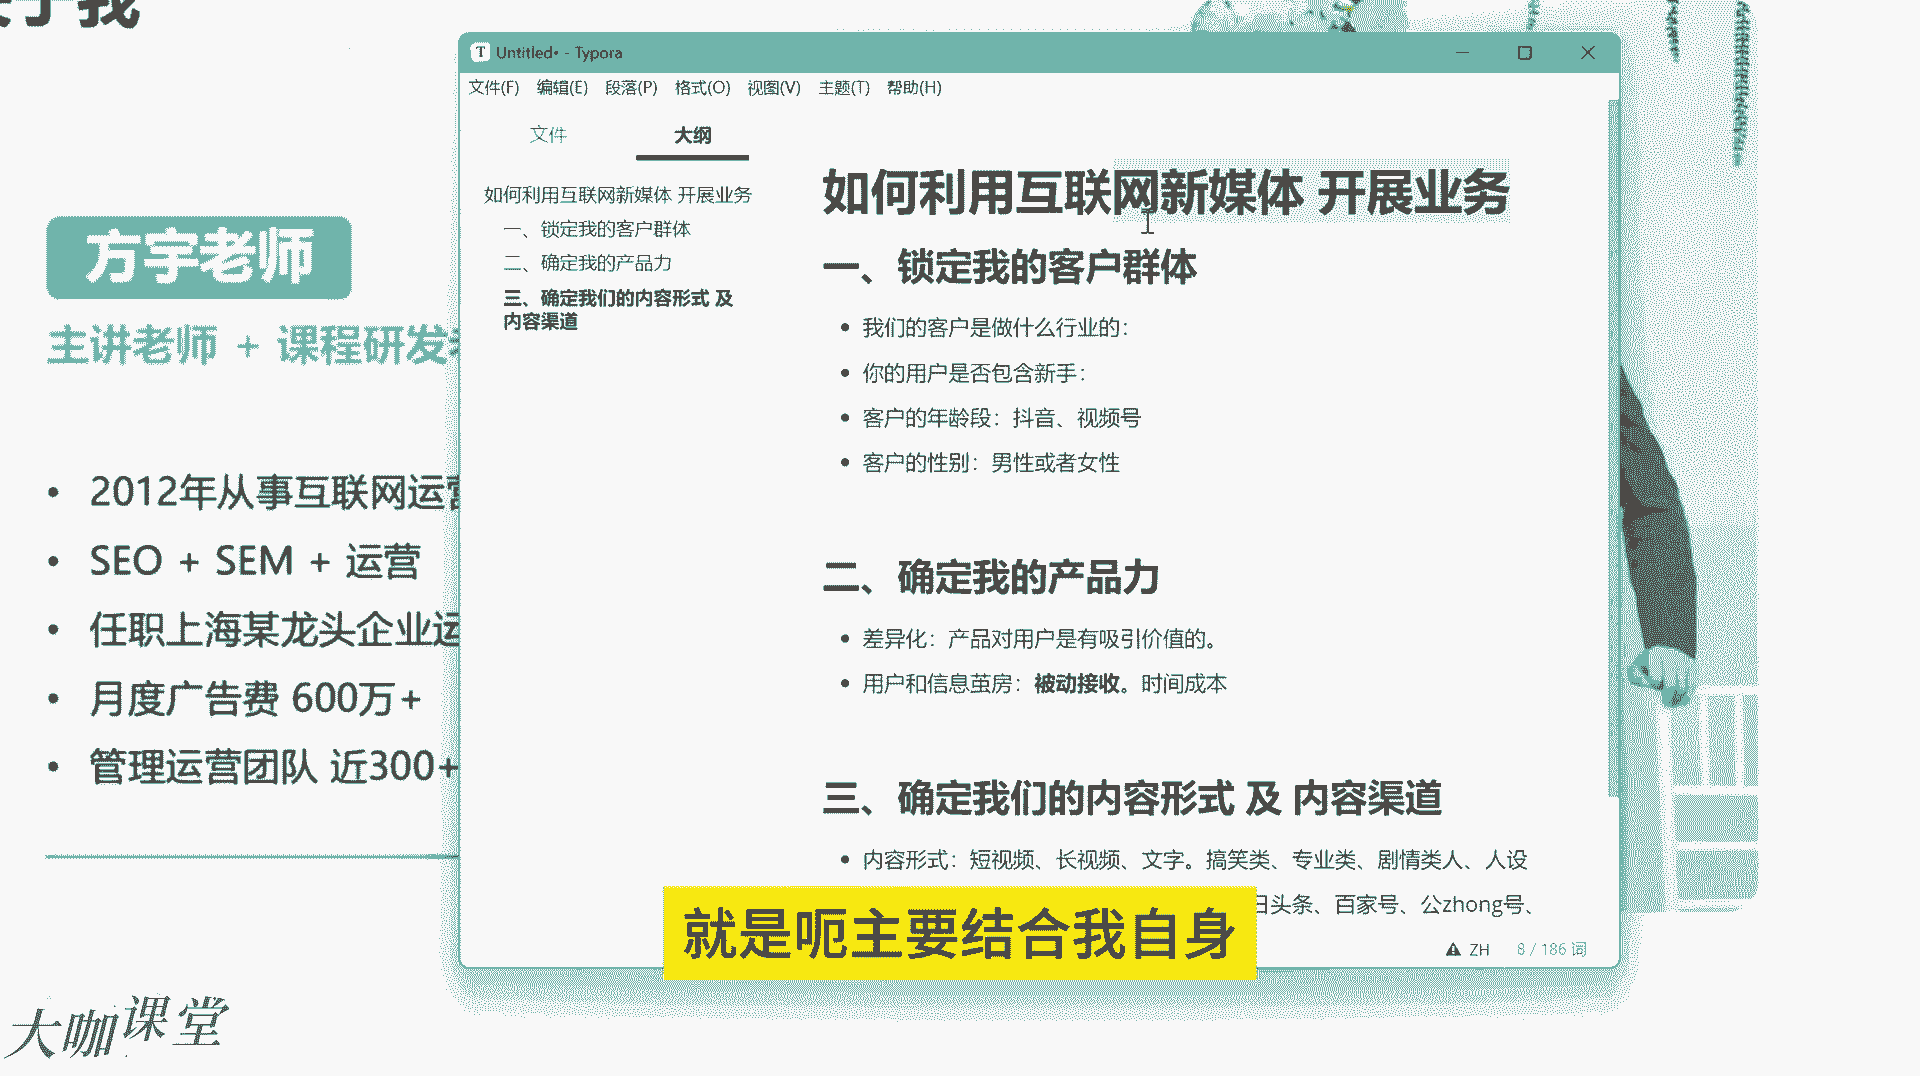 方宇老师
主讲老师 + 课程研发
• 2012年从事互联网运营
• SEO + SEM + 运营
• 任职上海某龙头企业运
• 月度广告费 600万+
• 管理运营团队 近300+
大咖课堂
T Untitled• - Typora
文件(F) 编辑(E) 段落(P) 格式(O) 视图(V) 主题(T) 帮助(H)
文件 大纲
如何利用互联网新媒体 开展业务
一、锁定我的客户群体
二、确定我的产品力
三、确定我们的内容形式 及
内容渠道
如何利用互联网新媒体 开展业务
一、锁定我的客户群体
• 我们的客户是做什么行业的:
• 你的用户是否包含新手:
• 客户的年龄段：抖音、视频号
• 客户的性别：男性或者女性
二、确定我的产品力
• 差异化：产品对用户是有吸引价值的。
• 用户和信息茧房：被动接收。时间成本
三、确定我们的内容形式 及 内容渠道
• 内容形式：短视频、长视频、文字。搞笑类、专业类、剧情类人、人设
日头条、百家号、公zhong号、
ZH 8 / 186 词
就是呃主要结合我自身